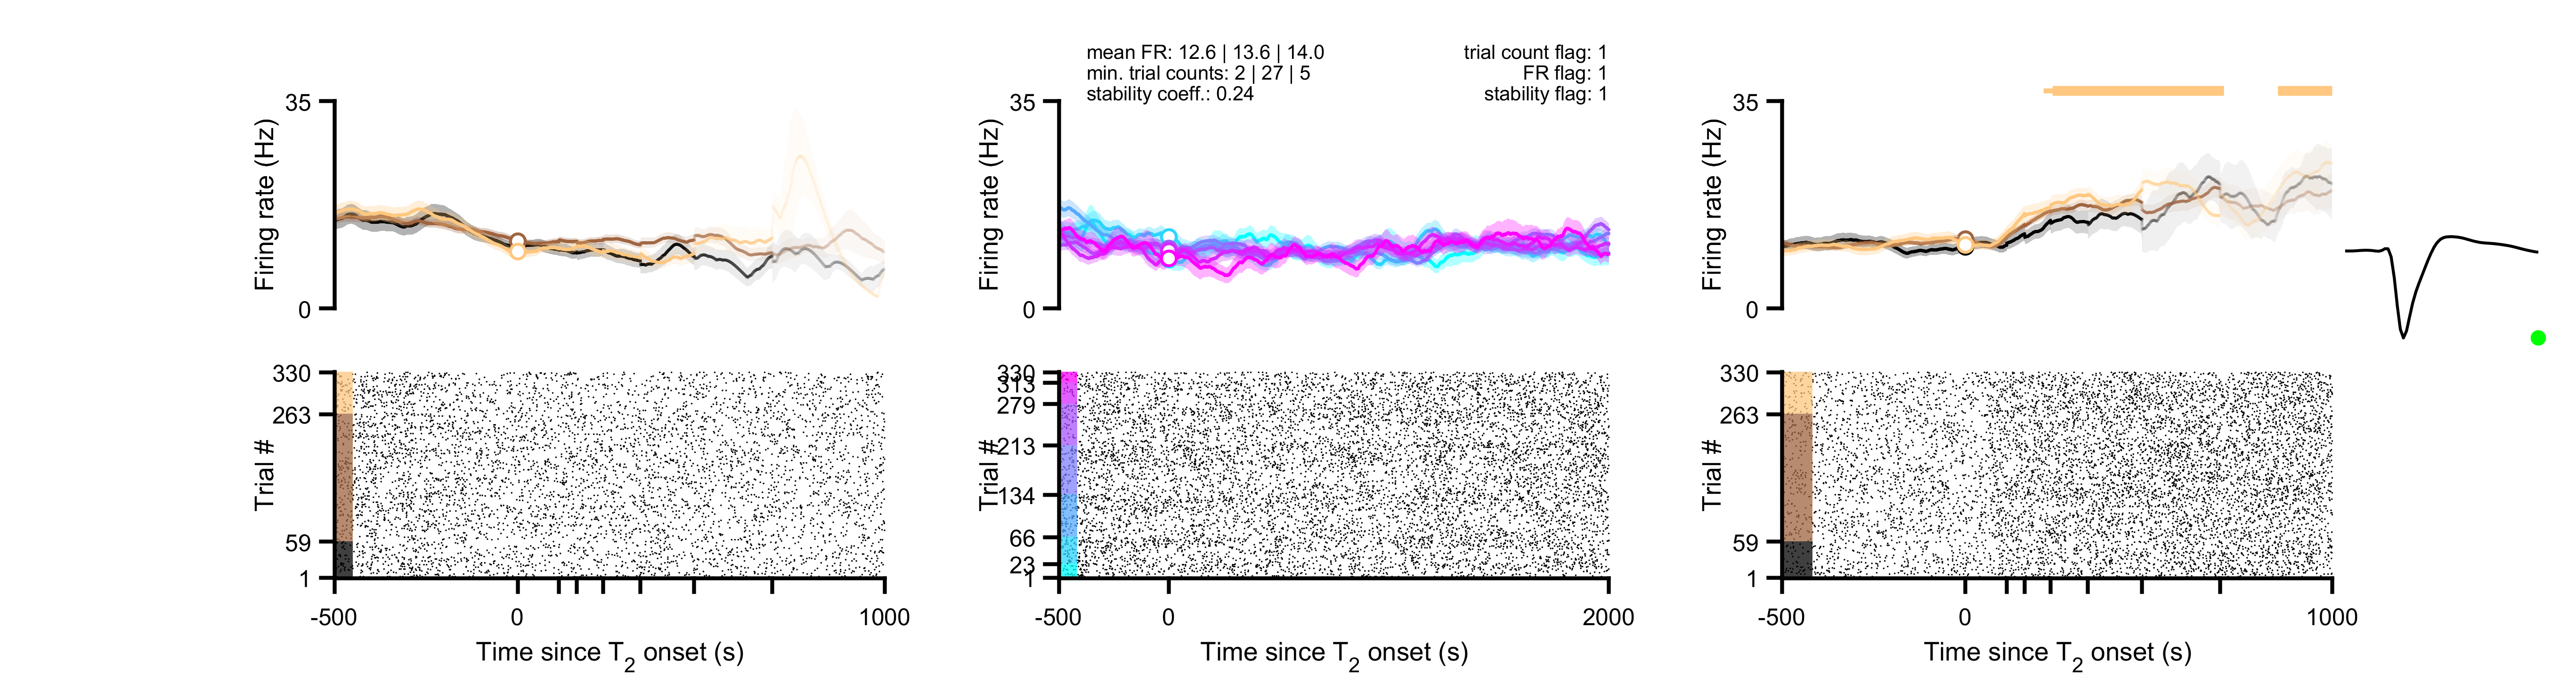 mean FR: 12.6 | 13.6 | 14.0
min. trial counts: 2 | 27 | 5
stability coeff.: 0.24
trial count flag: 1
FR flag: 1
stability flag: 1
35
Firing rate (Hz)
0
35
Firing rate (Hz)
0
35
Firing rate (Hz)
0
330
263
Trial #
59
1
-500
0
1000
Time since T2 onset (s)
330
313
279
213
Trial #
134
66
23
1
-500
0
2000
Time since T2 onset (s)
330
263
Trial #
59
1
-500
0
1000
Time since T2 onset (s)